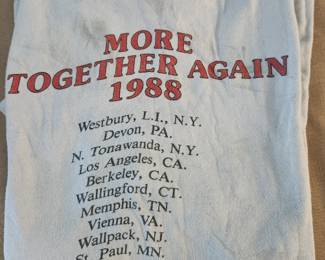 MORE
TOGETHER AGAIN
1988
Westbury, L.I., N.Y.
Devon, PA.
N. Tonawanda, N.Y.
Los Angeles, CA.
Berkeley, CA.
Wallingford, CT.
Memphis, TN.
Vienna, VA.
Wallpack, NJ.
St. Paul, MN.